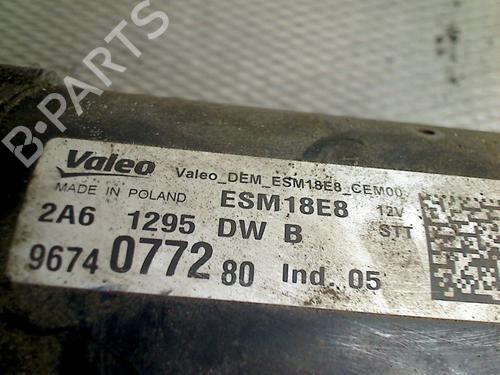 B-PARTS
Valeo Valeo_DEM_ESM18E8_CEM00
MADE IN POLAND ESM18E8 12V
2A6 1295 DW B STT
9674 0772 80 Ind. 05